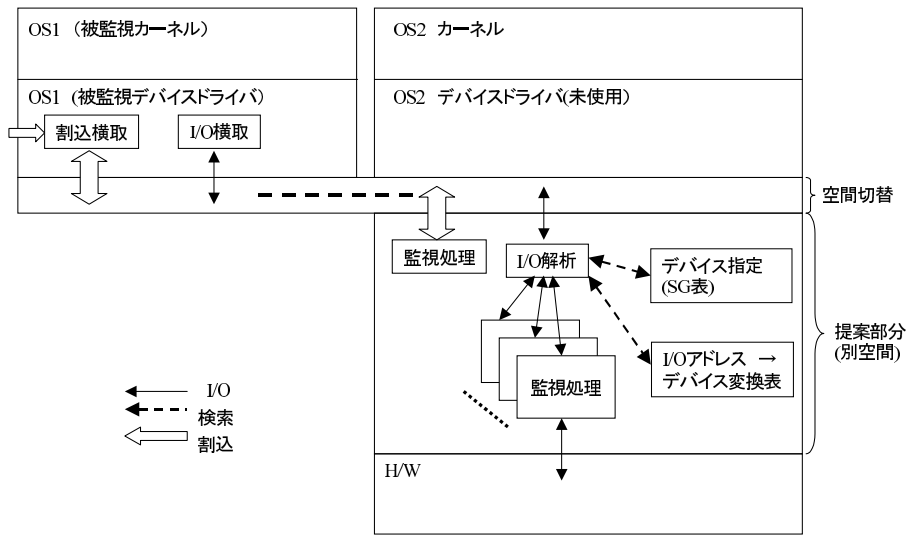 OS1 (被監視カーネル)
OS2 カーネル
OS1 (被監視デバイスドライバ)
OS2 デバイスドライバ(未使用)
割込横取
I/O横取
空間切替
監視処理
I/O解析
デバイス指定
(SG表)
I/Oアドレス →
デバイス変換表
監視処理
提案部分
(別空間)
I/O
検索
割込
H/W